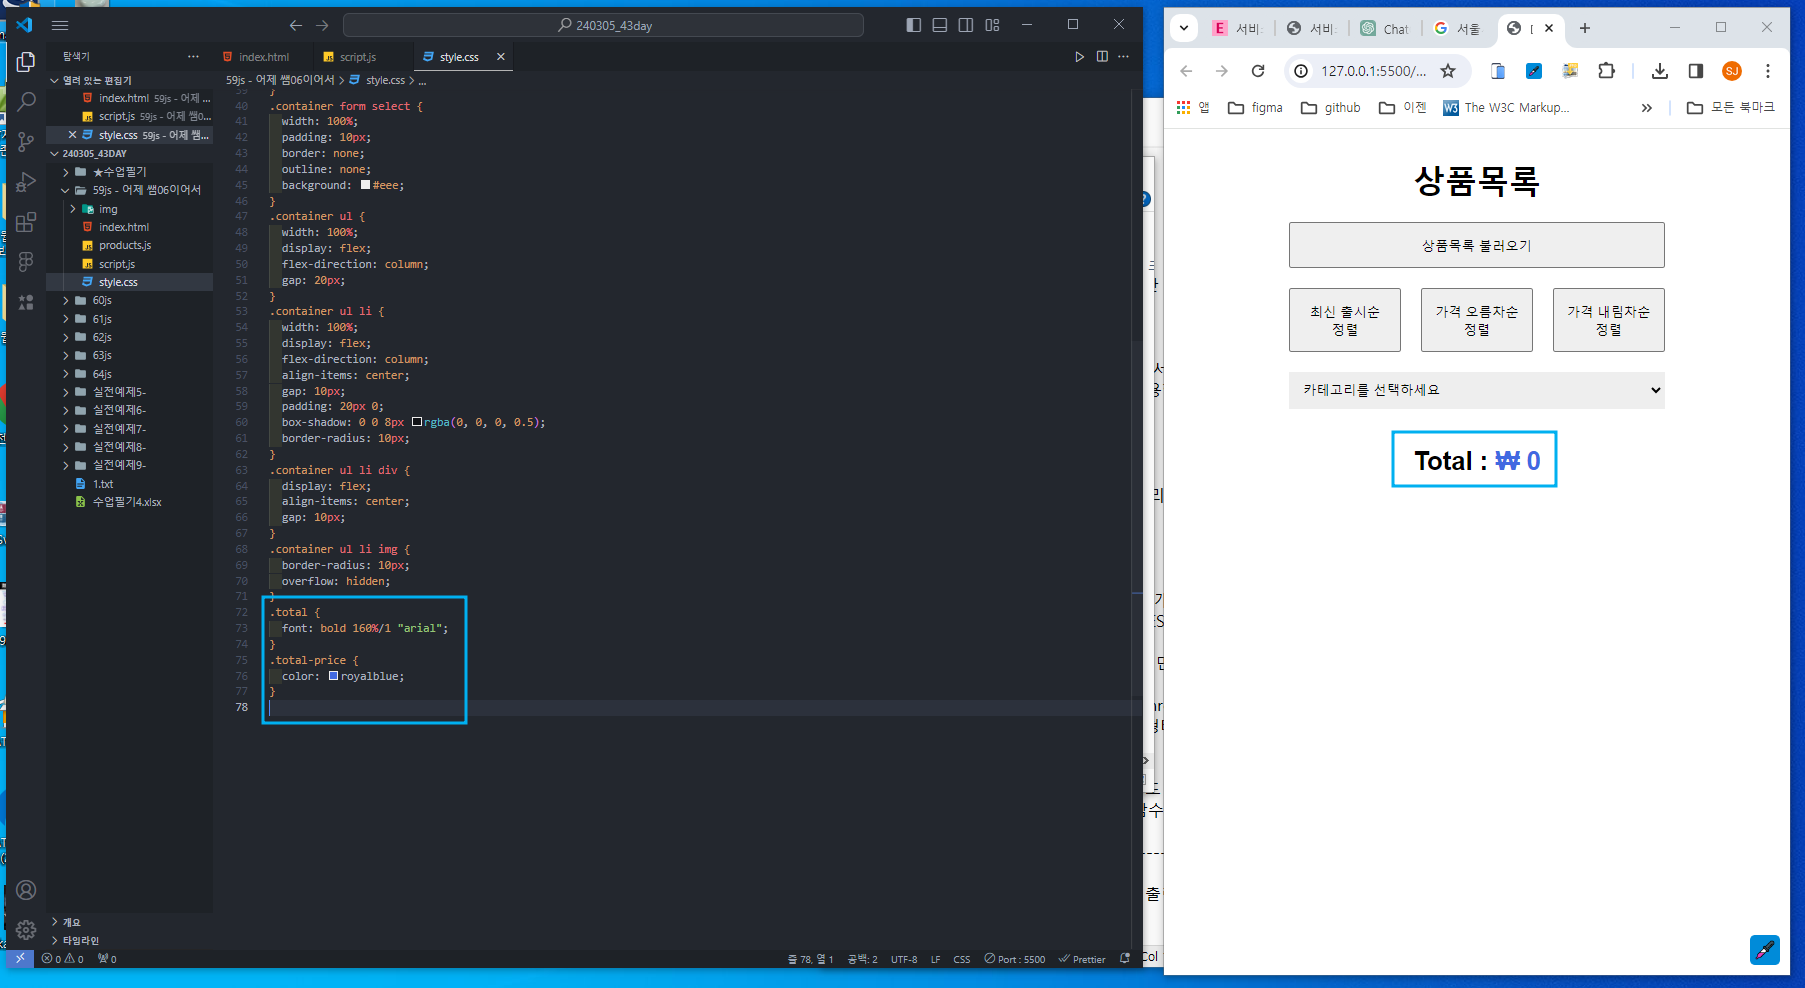 240305_43day
탐색기
열려 있는 편집기
index.html 59js - 어제 ...
script.js 59js - 어제 쌤0...
style.css 59js - 어제 쌤...
240305_43DAY
★수업필기
59js - 어제 쌤06이어서
img
index.html
products.js
script.js
style.css
60js
61js
62js
63js
64js
실전예제5-
실전예제6-
실전예제7-
실전예제8-
실전예제9-
1.txt
수업필기4.xlsx
개요
타임라인
index.html
script.js
style.css
59js - 어제 쌤06이어서 > style.css > ...
39 }
40 .container form select {
41 width: 100%;
42 padding: 10px;
43 border: none;
44 outline: none;
45 background: #eee;
46 }
47 .container ul {
48 width: 100%;
49 display: flex;
50 flex-direction: column;
51 gap: 20px;
52 }
53 .container ul li {
54 width: 100%;
55 display: flex;
56 flex-direction: column;
57 align-items: center;
58 gap: 10px;
59 padding: 20px 0;
60 box-shadow: 0 0 8px rgba(0, 0, 0, 0.5);
61 border-radius: 10px;
62 }
63 .container ul li div {
64 display: flex;
65 align-items: center;
66 gap: 10px;
67 }
68 .container ul li img {
69 border-radius: 10px;
70 overflow: hidden;
71 }
72 .total {
73 font: bold 160%/1 "arial";
74 }
75 .total-price {
76 color: royalblue;
77 }
78
0 0 0
줄 78, 열 1 공백: 2 UTF-8 LF CSS Port : 5500 Prettier
Col
E 서비 서비 Chat 서울
127.0.0.1:5500/... SJ
앱 figma github 이젠 W3 The W3C Markup... » 모든 북마크
상품목록
상품목록 불러오기
최신 출시순 정렬
가격 오름차순 정렬
가격 내림차순 정렬
카테고리를 선택하세요
Total : ₩ 0